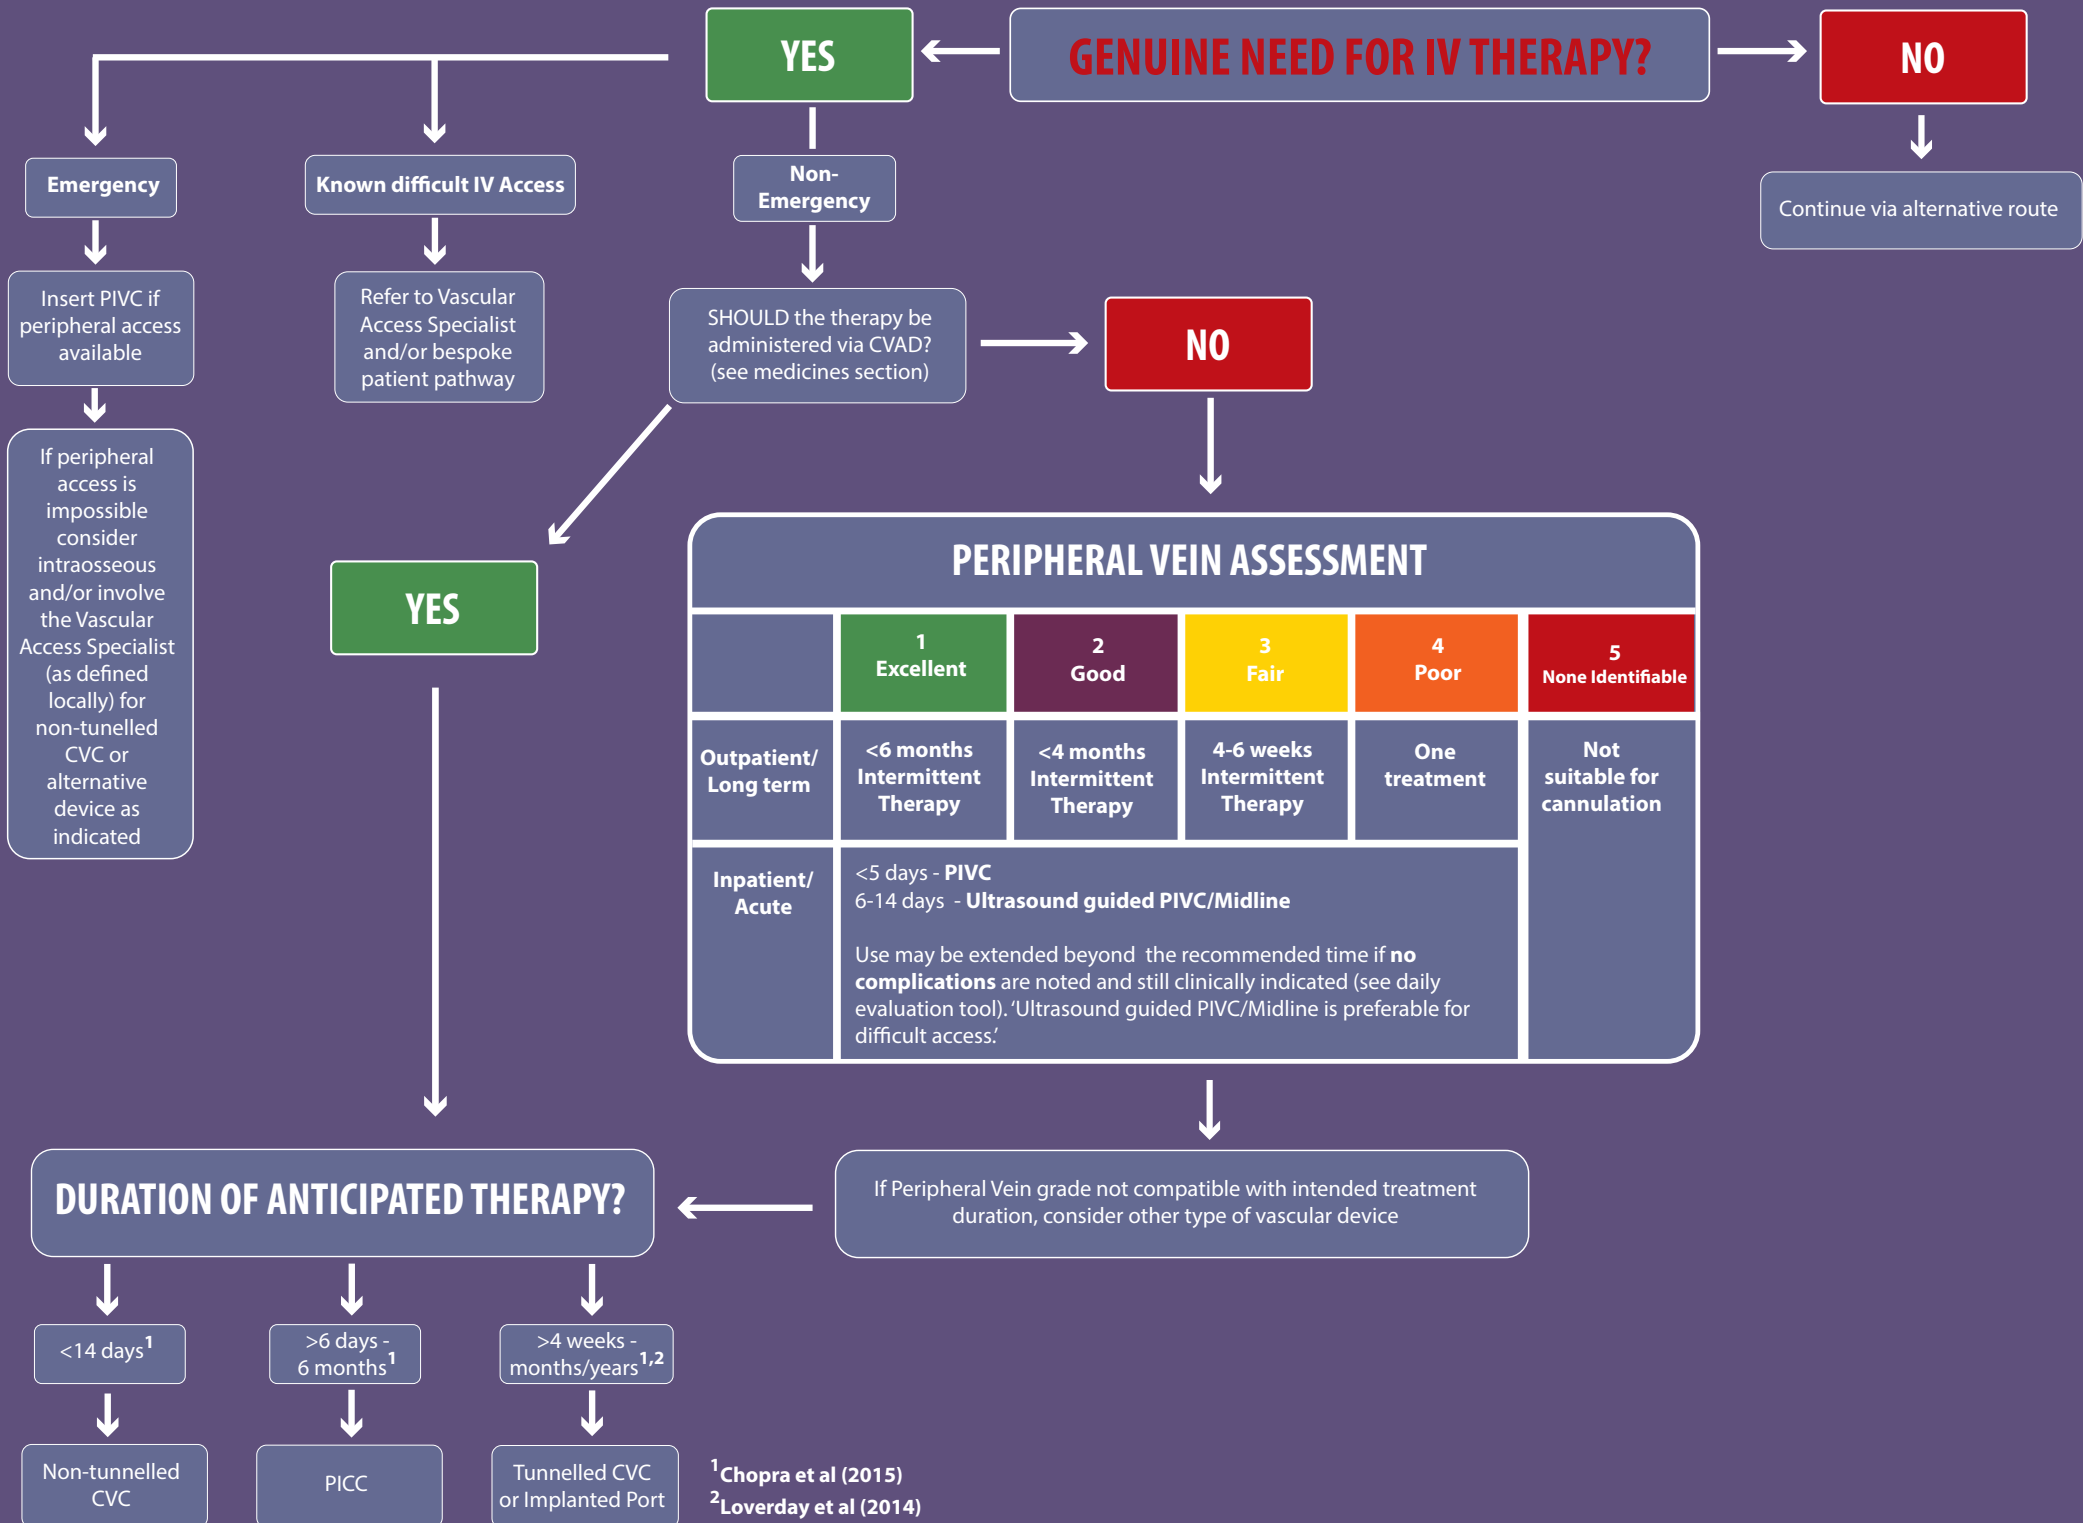 GENUINE NEED FOR IV THERAPY?
YES
NO
Emergency
Known difficult IV Access
Non-
Emergency
Continue via alternative route
Insert PIVC if
peripheral access
available
Refer to Vascular
Access Specialist
and/or bespoke
patient pathway
SHOULD the therapy be
administered via CVAD?
(see medicines section)
NO
If peripheral
access is
impossible
consider
intraosseous
and/or involve
the Vascular
Access Specialist
(as defined
locally) for
non-tunelled
CVC or
alternative
device as
indicated
YES
PERIPHERAL VEIN ASSESSMENT
1
Excellent
2
Good
3
Fair
4
Poor
5
None Identifiable
Outpatient/
Long term
<6 months
Intermittent
Therapy
<4 months
Intermittent
Therapy
4-6 weeks
Intermittent
Therapy
One
treatment
Not
suitable for
cannulation
Inpatient/
Acute
<5 days - PIVC
6-14 days - Ultrasound guided PIVC/Midline
Use may be extended beyond the recommended time if no
complications are noted and still clinically indicated (see daily
evaluation tool). ‘Ultrasound guided PIVC/Midline is preferable for
difficult access.’
If Peripheral Vein grade not compatible with intended treatment
duration, consider other type of vascular device
DURATION OF ANTICIPATED THERAPY?
<14 days1
>6 days -
6 months1
>4 weeks -
months/years1,2
Non-tunnelled
CVC
PICC
Tunnelled CVC
or Implanted Port
1Chopra et al (2015)
2Loverday et al (2014)